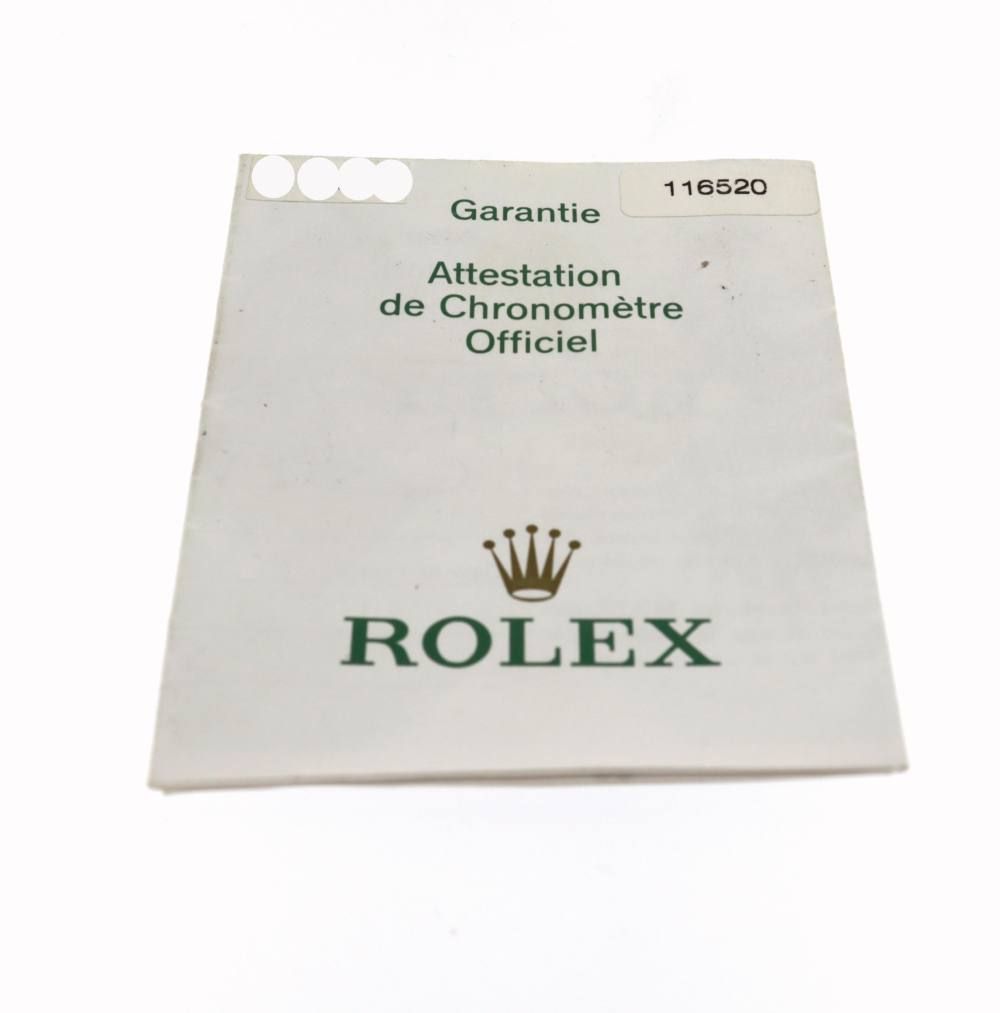 116520
Garantie
Attestation
de Chronomètre
Officiel
ROLEX